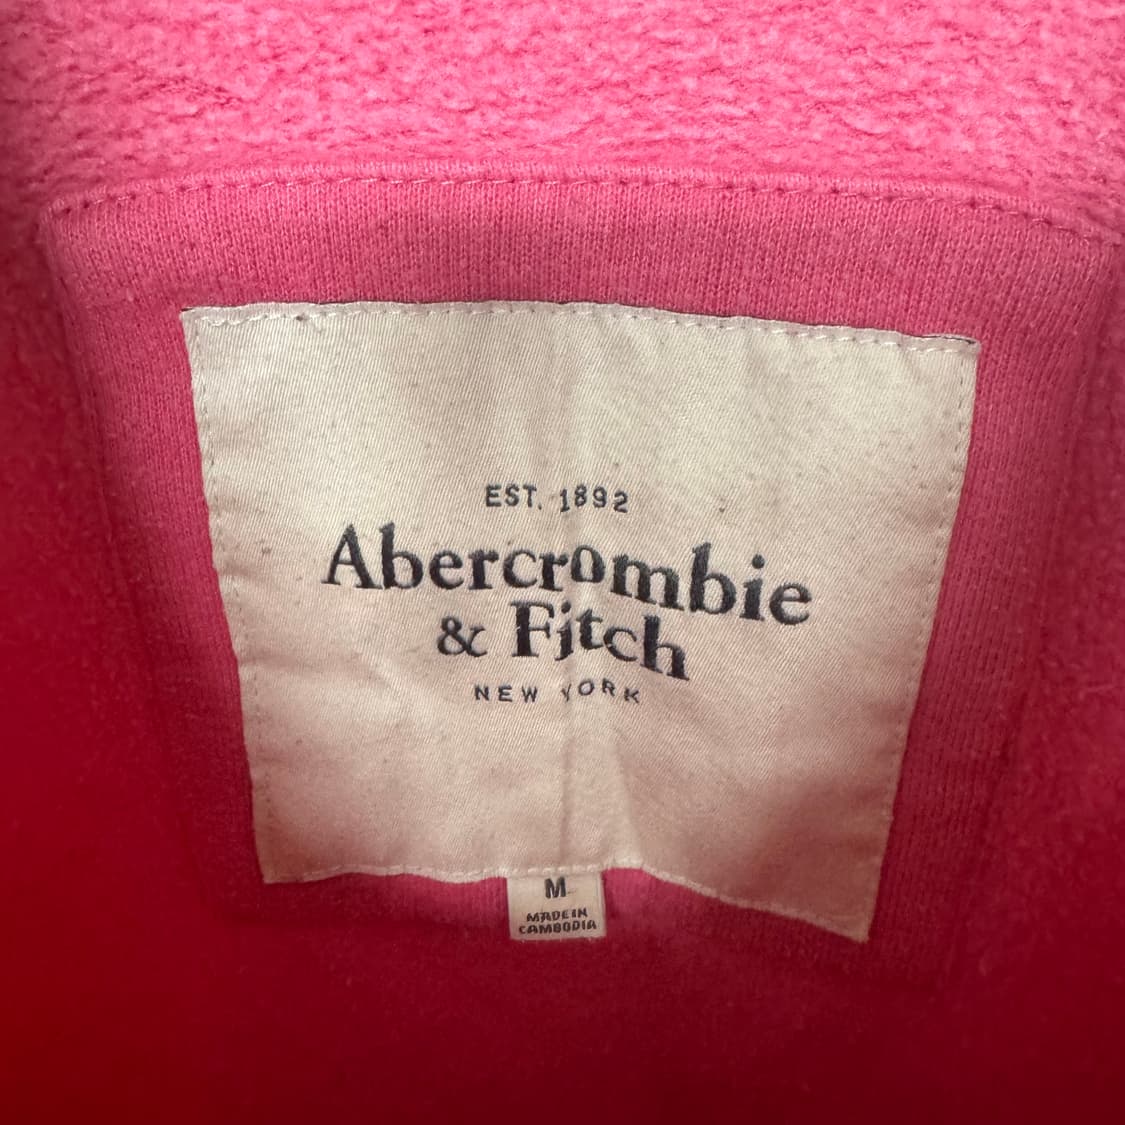 EST. 1892
Abercrombie
& Fitch
NEW YORK
M
MADE IN
CAMBODIA